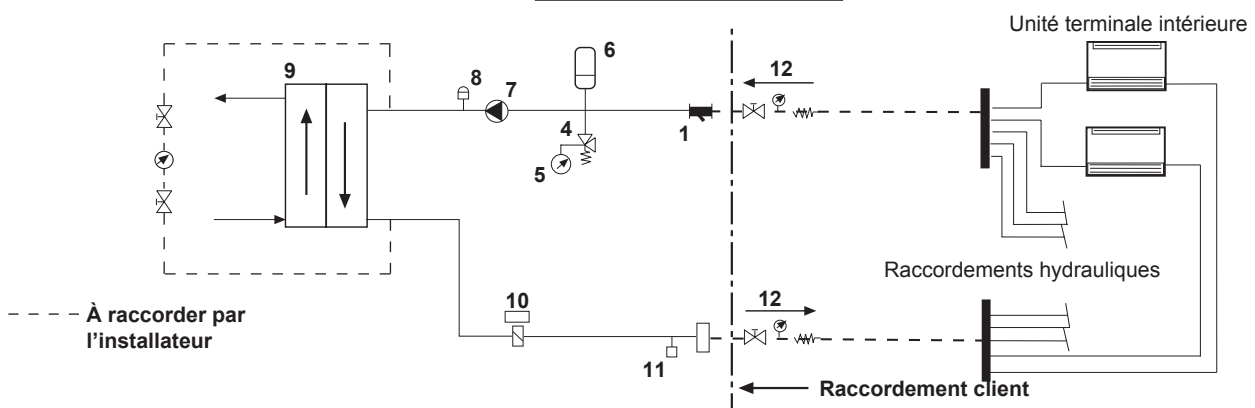 Unité terminale intérieure
6
12
9
8
7
4
1
5
Raccordements hydrauliques
12
10
À raccorder par
l'installateur
11
Raccordement client